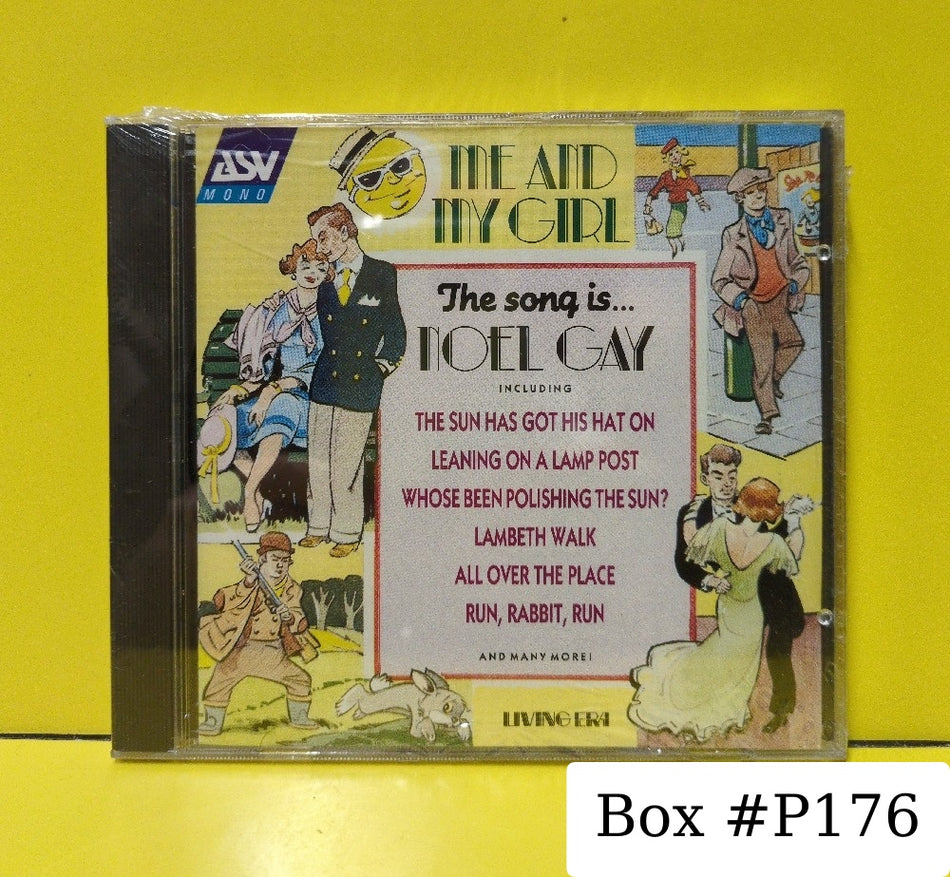 ASV
MONO
ME AND
MY GIRL
The song is...
NOEL GAY
INCLUDING
THE SUN HAS GOT HIS HAT ON
LEANING ON A LAMP POST
WHOSE BEEN POLISHING THE SUN?
LAMBETH WALK
ALL OVER THE PLACE
RUN, RABBIT, RUN
AND MANY MORE!
LIVING ERA
Box #P176